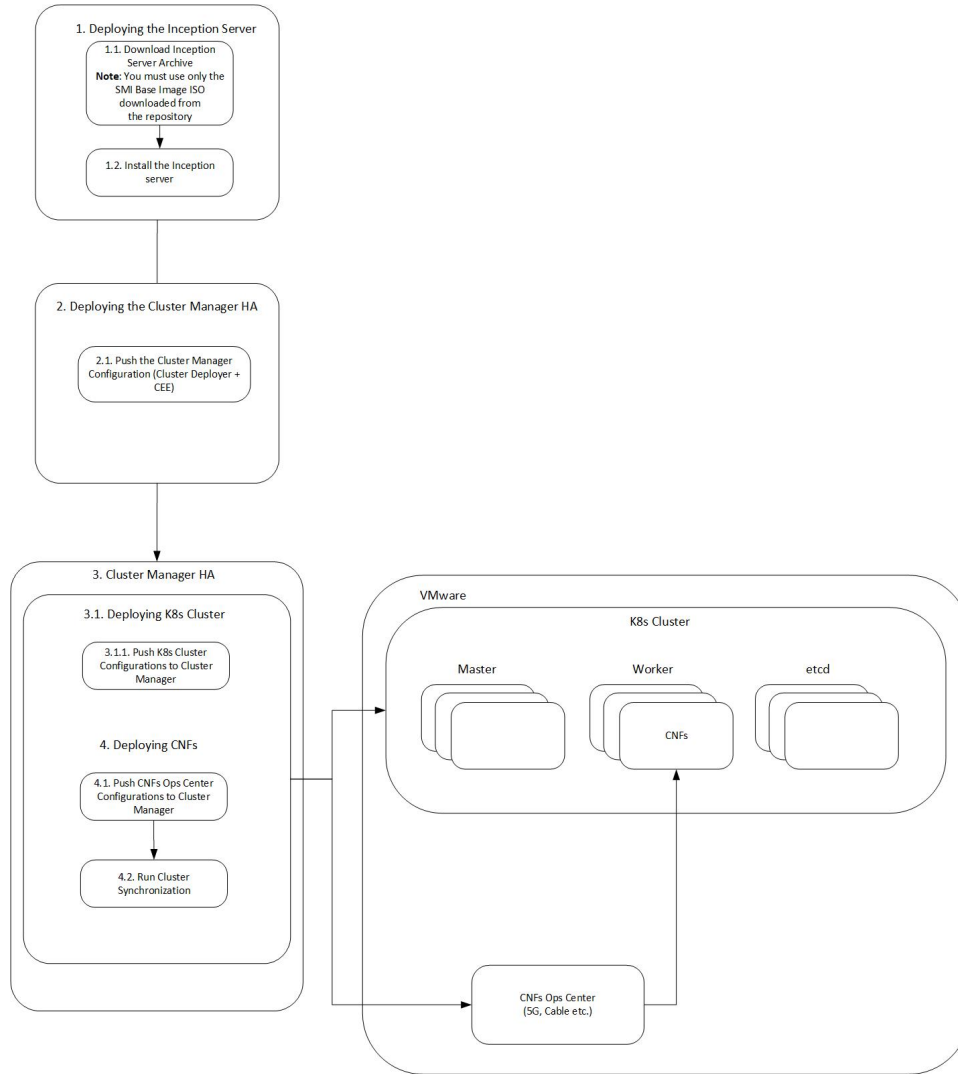 1. Deploying the Inception Server
1.1. Download Inception
Server Archive
Note: You must use only the
SMI Base Image ISO
downloaded from
the repository
1.2. Install the Inception
server
2. Deploying the Cluster Manager HA
2.1. Push the Cluster Manager
Configuration (Cluster Deployer +
CEE)
3. Cluster Manager HA
3.1. Deploying K8s Cluster
3.1.1. Push K8s Cluster
Configurations to Cluster
Manager
4. Deploying CNFs
4.1. Push CNFs Ops Center
Configurations to Cluster
Manager
4.2. Run Cluster
Synchronization
VMware
K8s Cluster
Master
Worker
etcd
CNFs
CNFs Ops Center
(5G, Cable etc.)